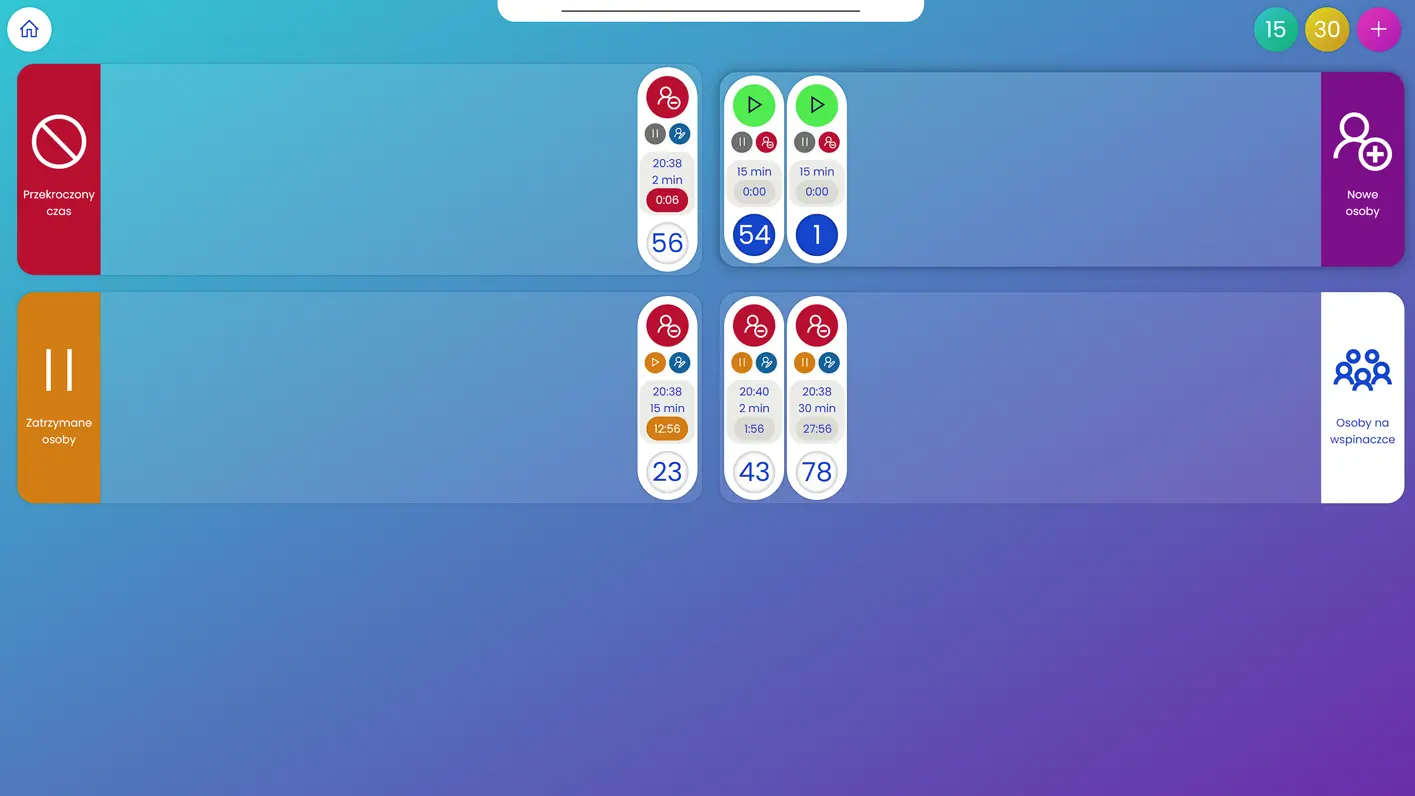 15
30
Przekroczony
czas
20:38
2 min
0:06
56
15 min
0:00
54
15 min
0:00
1
Nowe
osoby
Zatrzymane
osoby
20:38
15 min
12:56
23
20:40
2 min
1:56
43
20:38
30 min
27:56
78
Osoby na
wspinaczce